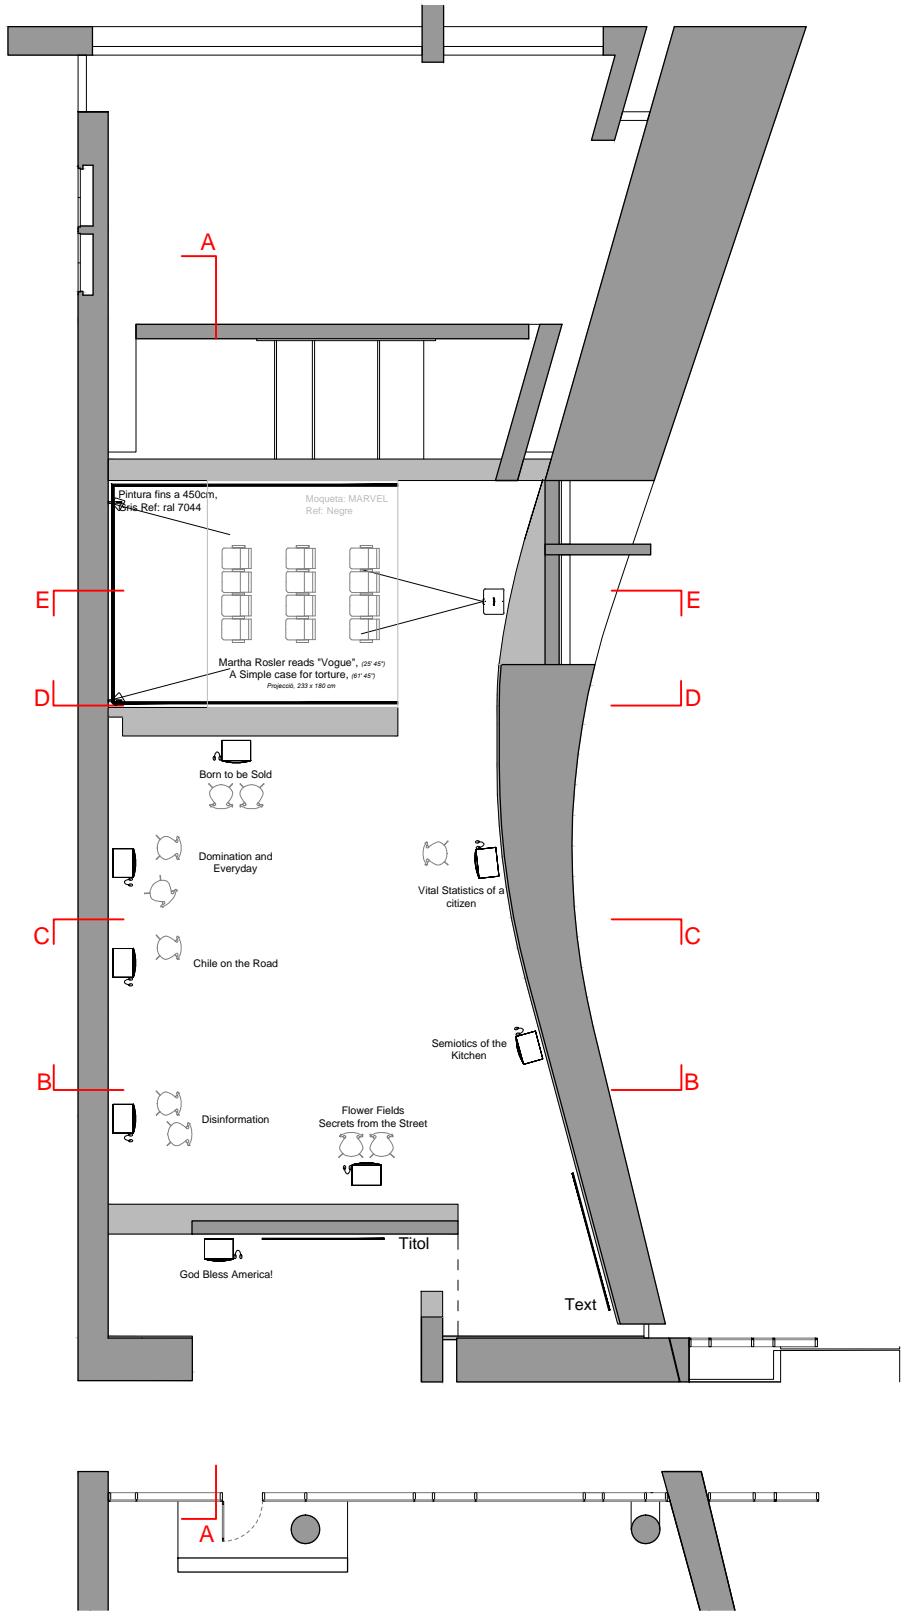 A
Pintura fins a 450cm,
Gris Ref: ral 7044
Moqueta: MARVEL
Ref: Negre
E
E
Martha Rosler reads "Vogue", (25' 45")
A Simple case for torture, (61' 45")
Projecció, 233 x 180 cm
D
D
Born to be Sold
Domination and
Everyday
Vital Statistics of a
citizen
C
C
Chile on the Road
Semiotics of the
Kitchen
B
B
Flower Fields
Secrets from the Street
Disinformation
Titol
God Bless America!
Text
A